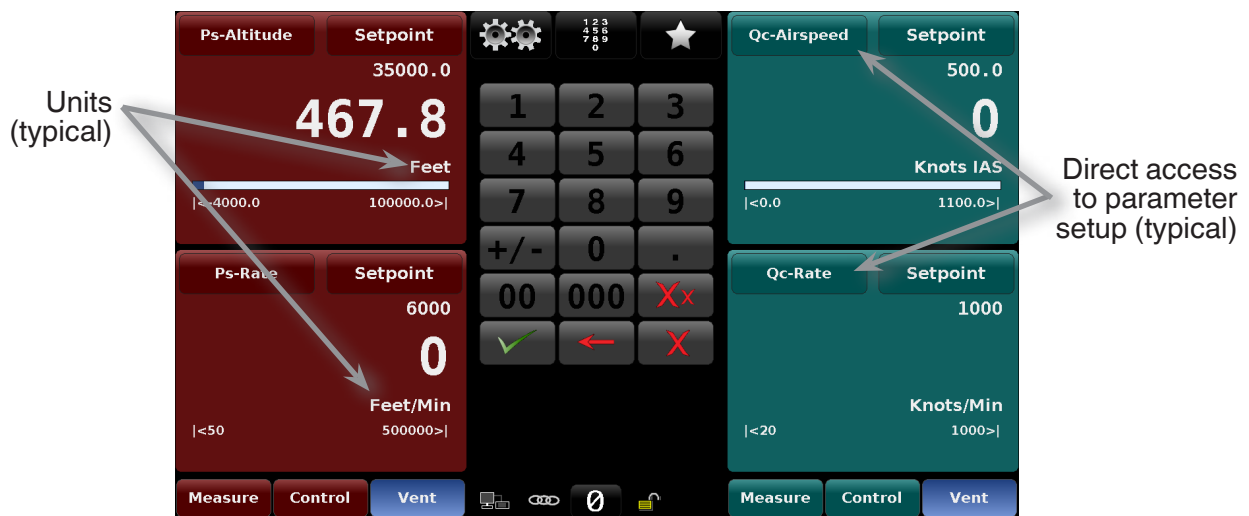 Units
(typical)
Ps-Altitude
Setpoint
35000.0
467.8
Feet
|<-4000.0
100000.0>|
Ps-Rate
Setpoint
6000
0
Feet/Min
|<50
500000>|
Measure
Control
Vent
1 2 3
4 5 6
7 8 9
0
1 2 3
4 5 6
7 8 9
+/- 0 .
00 000 Xx
X
0
Qc-Airspeed
Setpoint
500.0
0
Knots IAS
|<0.0
1100.0>|
Qc-Rate
Setpoint
1000
Knots/Min
|<20
1000>|
Measure
Control
Vent
Direct access
to parameter
setup (typical)